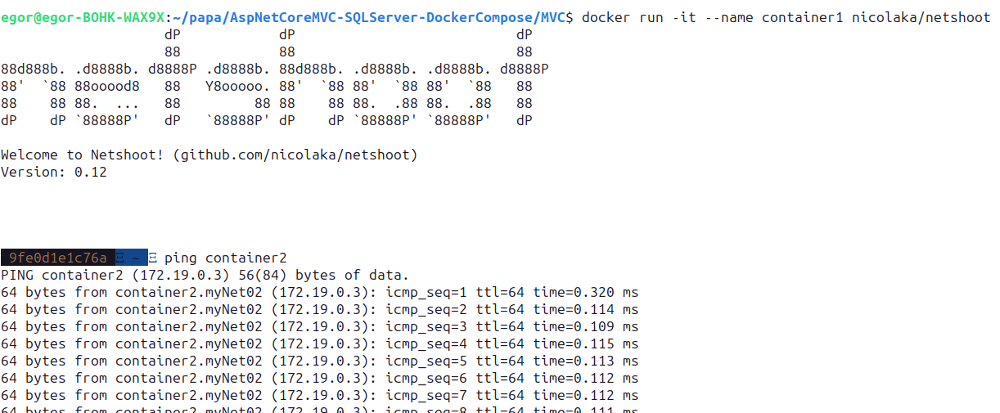 egor@egor-BOHK-WAX9X:~/papa/AspNetCoreMVC-SQLServer-DockerCompose/MVC$ docker run -it --name container1 nicolaka/netshoot
                    dP            dP                           dP
                    88            88                           88
88d888b. .d8888b. d8888P .d8888b. 88d888b. .d8888b. .d8888b. d8888P
88'  `88 88ooood8   88   Y8ooooo. 88'  `88 88'  `88 88'  `88   88
88    88 88.  ...   88         88 88    88 88.  .88 88.  .88   88
dP    dP `88888P'   dP   `88888P' dP    dP `88888P' `88888P'   dP
Welcome to Netshoot! (github.com/nicolaka/netshoot)
Version: 0.12
9fe0d1e1c76a Ξ ~ Ξ ping container2
PING container2 (172.19.0.3) 56(84) bytes of data.
64 bytes from container2.myNet02 (172.19.0.3): icmp_seq=1 ttl=64 time=0.320 ms
64 bytes from container2.myNet02 (172.19.0.3): icmp_seq=2 ttl=64 time=0.114 ms
64 bytes from container2.myNet02 (172.19.0.3): icmp_seq=3 ttl=64 time=0.109 ms
64 bytes from container2.myNet02 (172.19.0.3): icmp_seq=4 ttl=64 time=0.115 ms
64 bytes from container2.myNet02 (172.19.0.3): icmp_seq=5 ttl=64 time=0.113 ms
64 bytes from container2.myNet02 (172.19.0.3): icmp_seq=6 ttl=64 time=0.112 ms
64 bytes from container2.myNet02 (172.19.0.3): icmp_seq=7 ttl=64 time=0.112 ms
64 bytes from container2.myNet02 (172.19.0.3): icmp_seq=8 ttl=64 time=0.111 ms